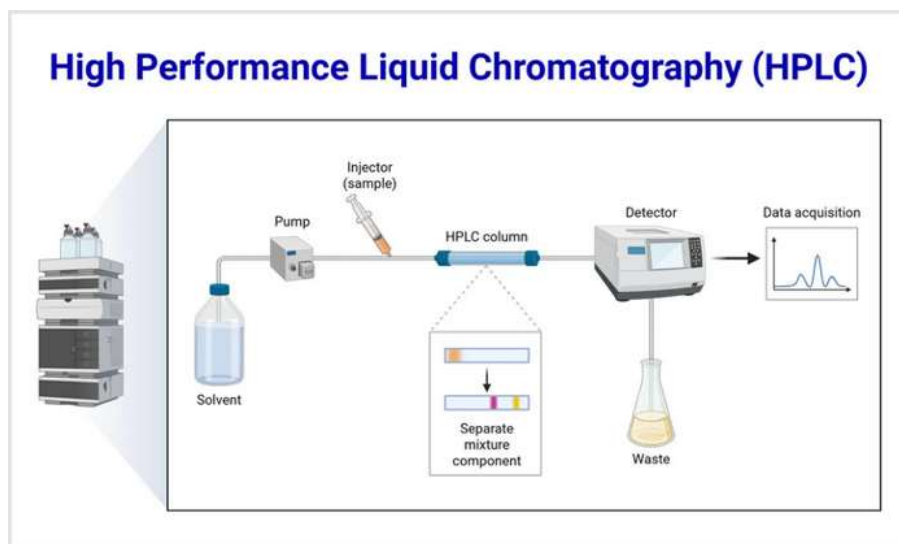 High Performance Liquid Chromatography (HPLC)
Injector
(sample)
Pump
HPLC column
Detector
Data acquisition
Solvent
Separate
mixture
component
Waste